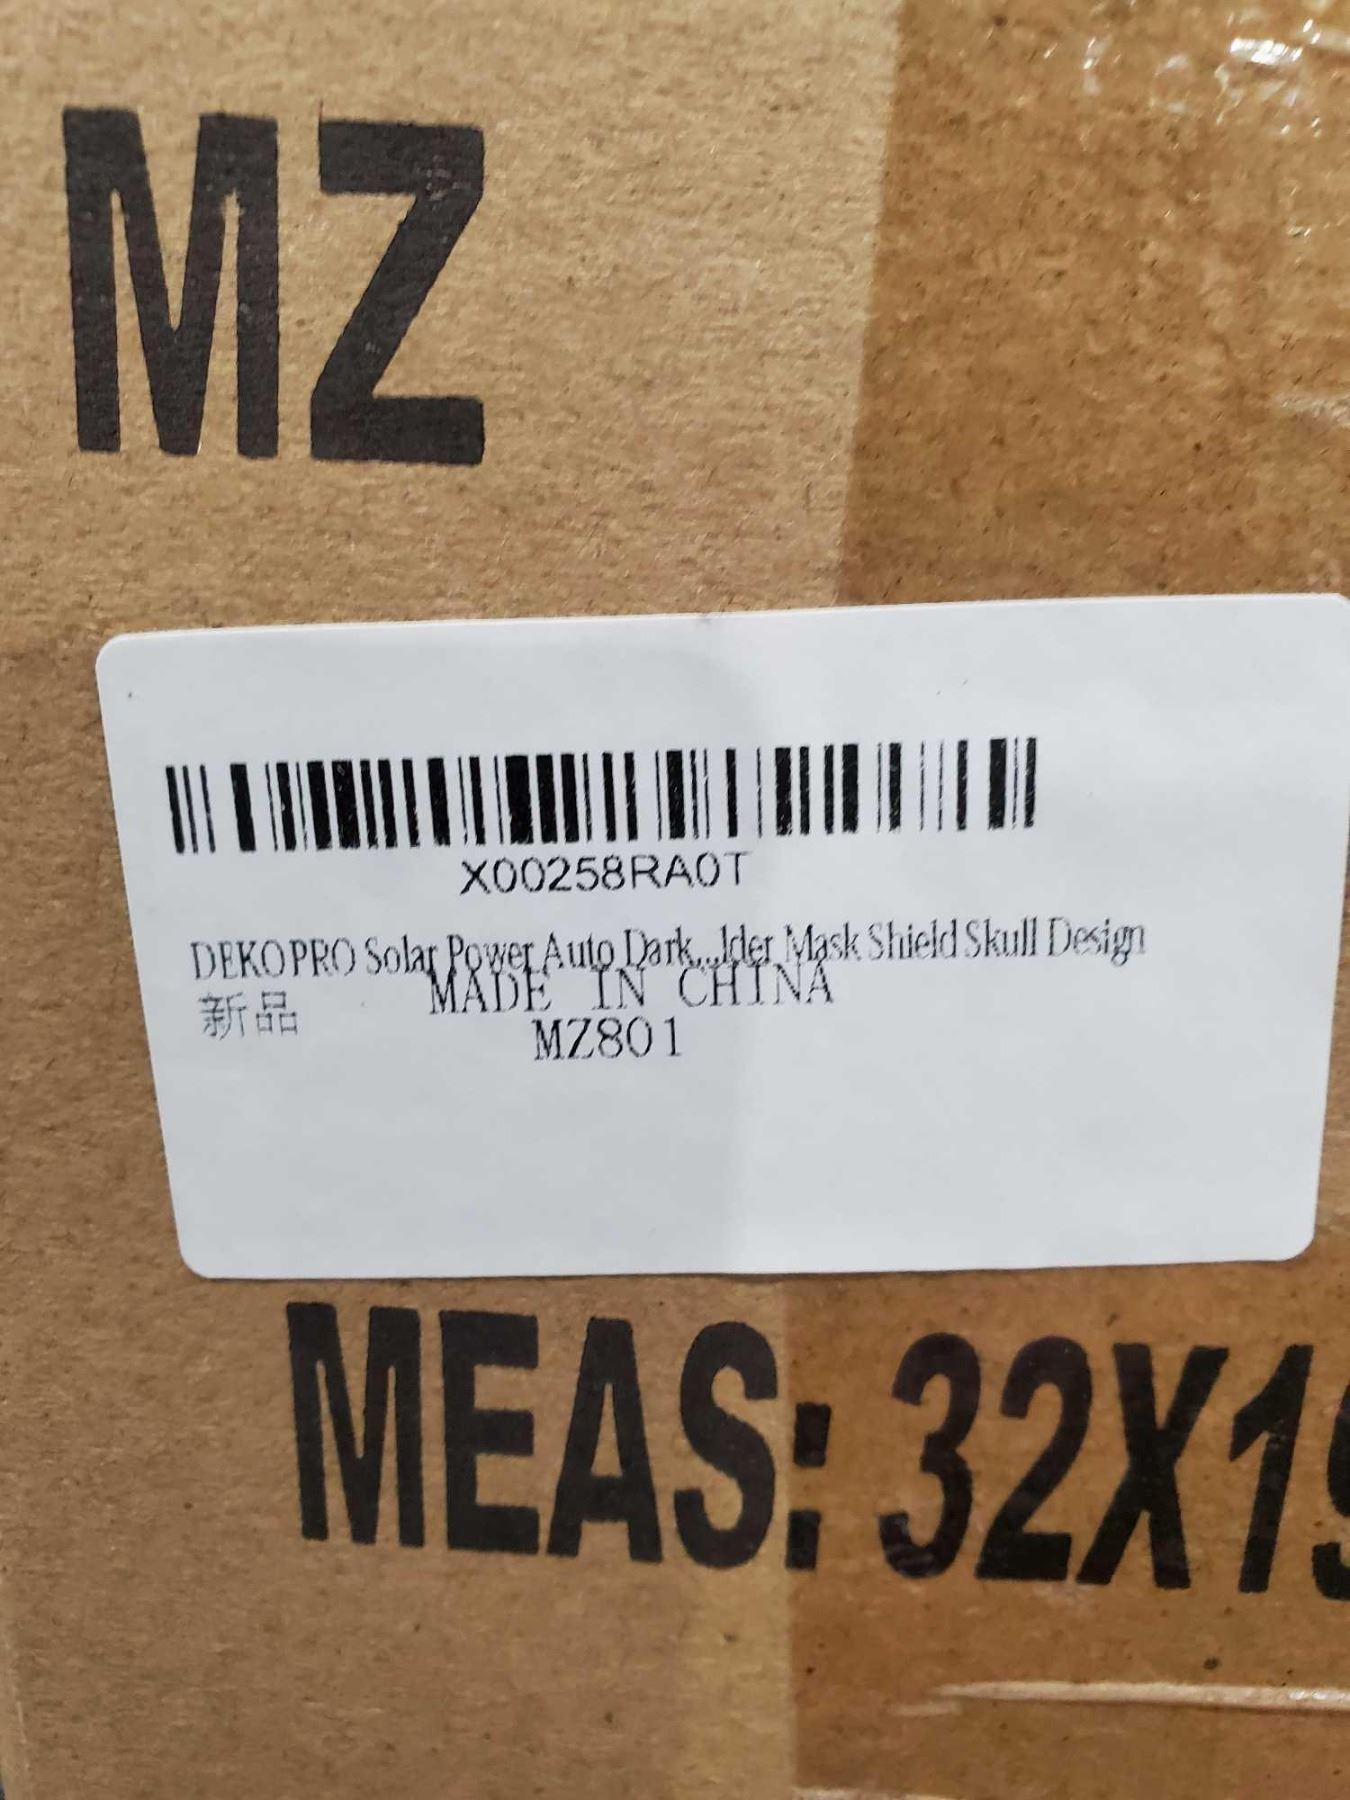 MZ
X00258RA0T
DEKOPRO Solar Power Auto Dark...lder Mask Shield Skull Design
新品 MADE IN CHINA
MZ801
MEAS: 32X19